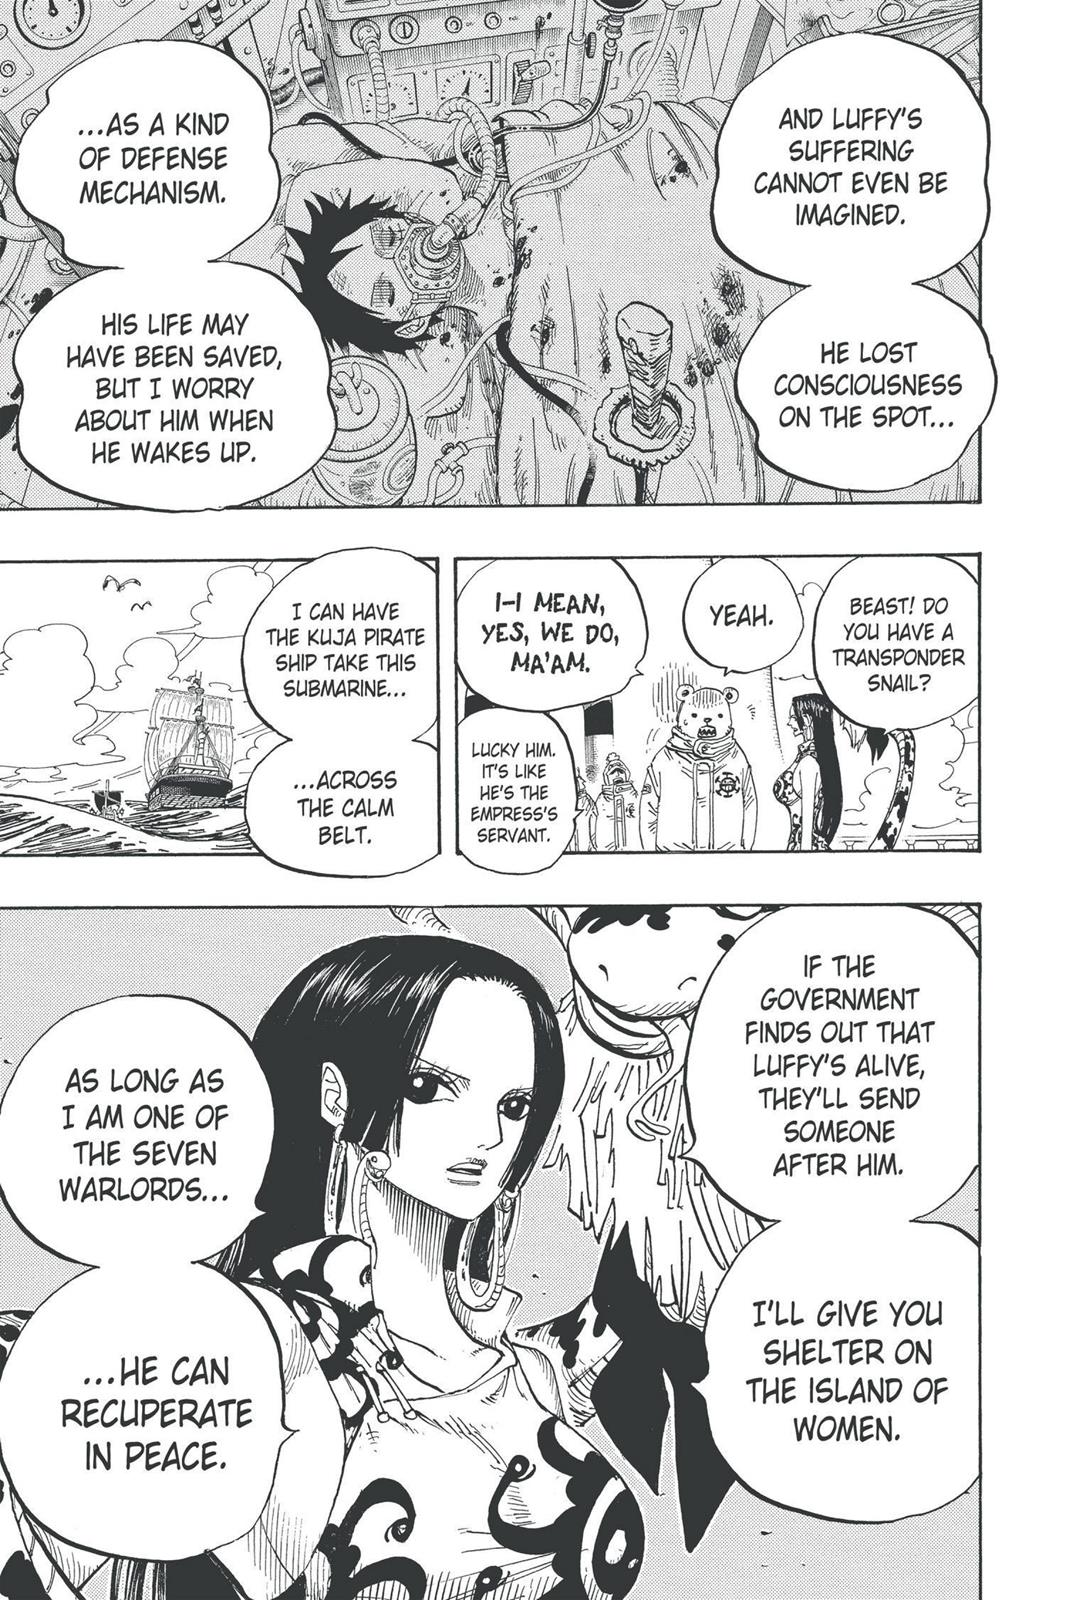 AND LUFFY'S
SUFFERING
CANNOT EVEN BE
IMAGINED.
HE LOST
CONSCIOUSNESS
ON THE SPOT...
...AS A KIND
OF DEFENSE
MECHANISM.
HIS LIFE MAY
HAVE BEEN SAVED,
BUT I WORRY
ABOUT HIM WHEN
HE WAKES UP.
BEAST! DO
YOU HAVE A
TRANSPONDER
SNAIL?
YEAH.
I-I MEAN,
YES, WE DO,
MA'AM.
LUCKY HIM.
IT'S LIKE
HE'S THE
EMPRESS'S
SERVANT.
I CAN HAVE
THE KUJA PIRATE
SHIP TAKE THIS
SUBMARINE...
...ACROSS
THE CALM
BELT.
IF THE
GOVERNMENT
FINDS OUT THAT
LUFFY'S ALIVE,
THEY'LL SEND
SOMEONE
AFTER HIM.
I'LL GIVE YOU
SHELTER ON
THE ISLAND OF
WOMEN.
AS LONG AS
I AM ONE OF
THE SEVEN
WARLORDS...
...HE CAN
RECUPERATE
IN PEACE.